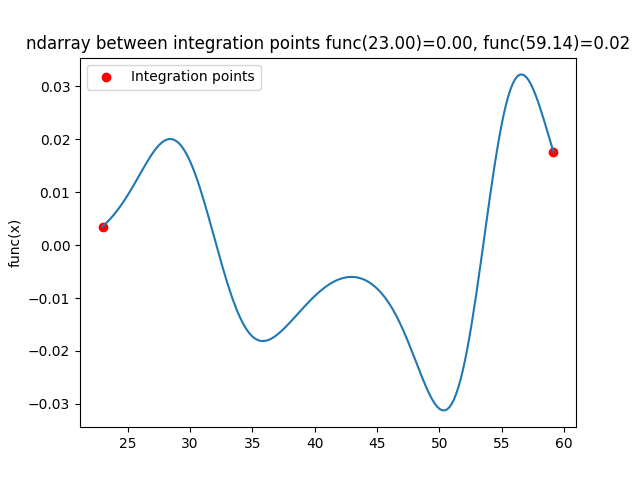 ndarray between integration points func(23.00)=0.00, func(59.14)=0.02
Integration points
func(x)
0.03
0.02
0.01
0.00
−0.01
−0.02
−0.03
25 30 35 40 45 50 55 60